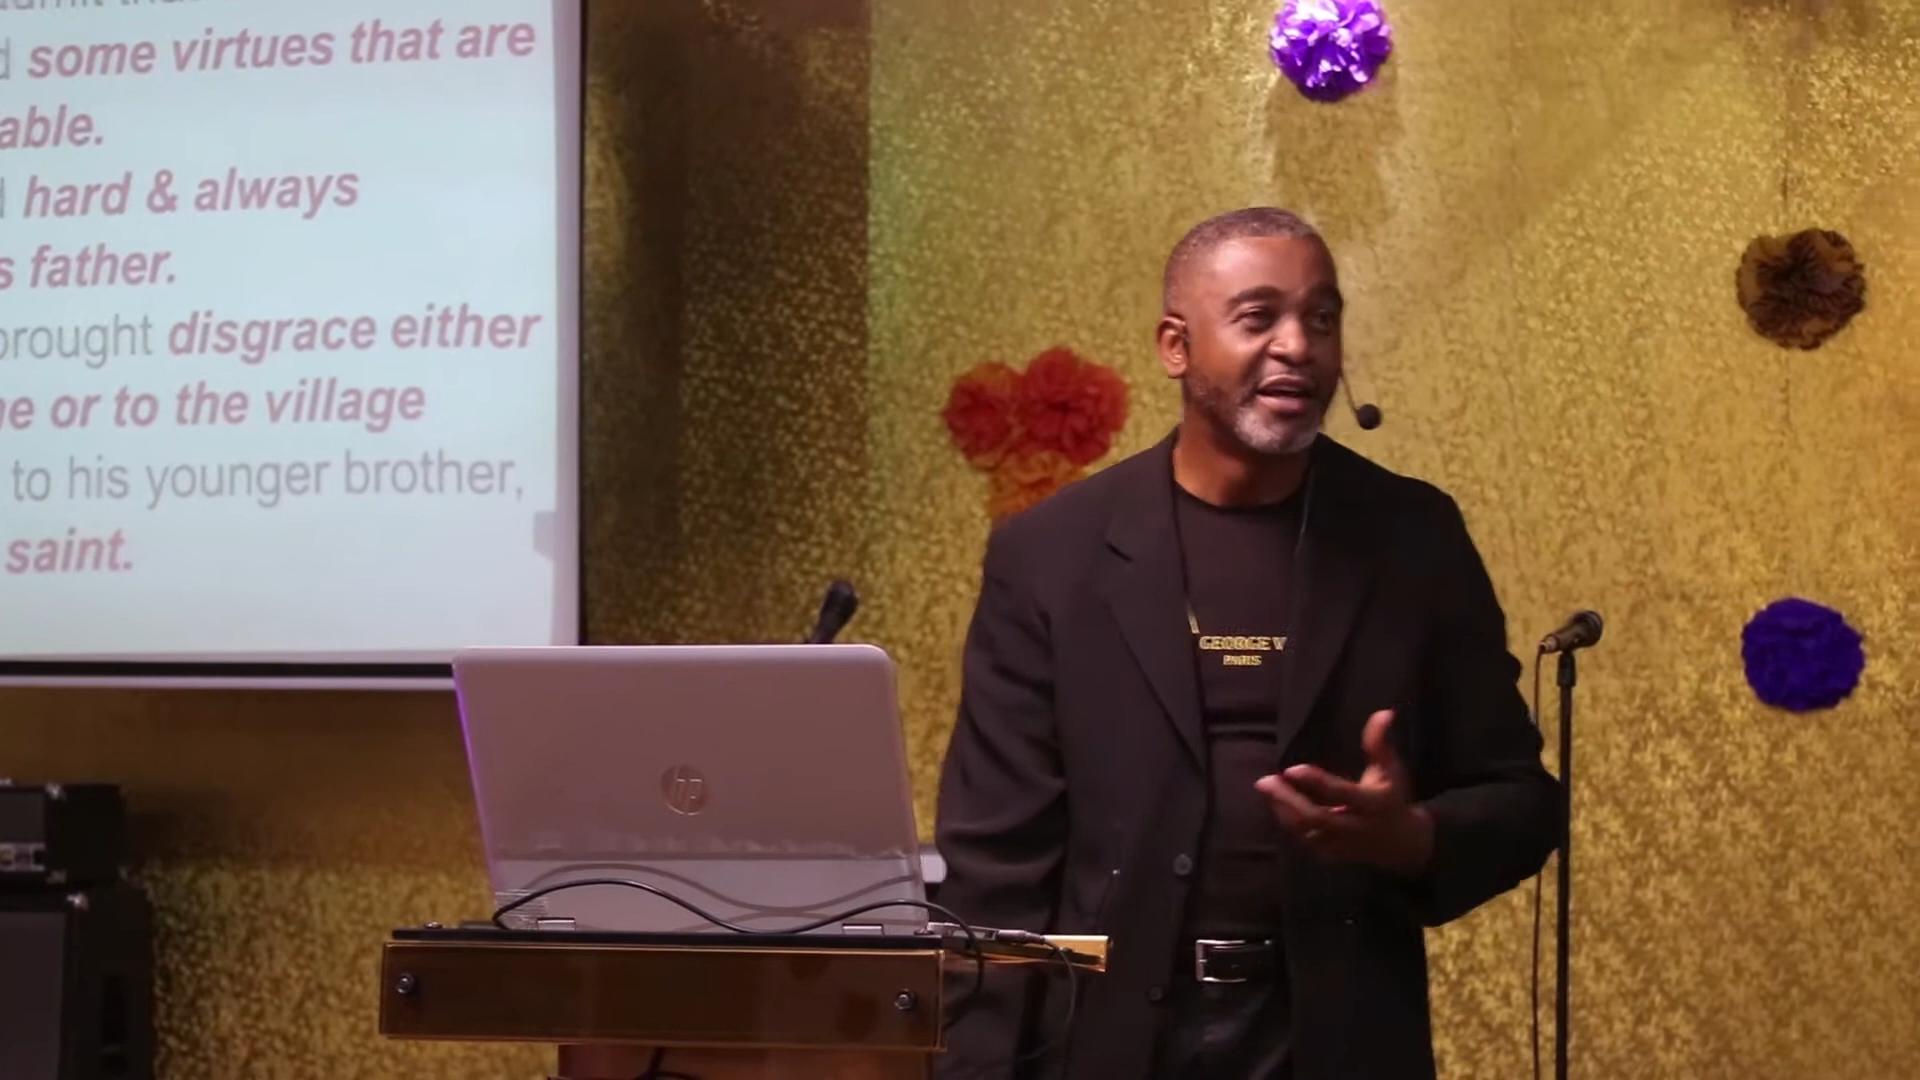 some virtues that are
able.
hard & always
s father.
brought disgrace either
e or to the village
to his younger brother,
saint.
GEORGE V
PARIS
hp